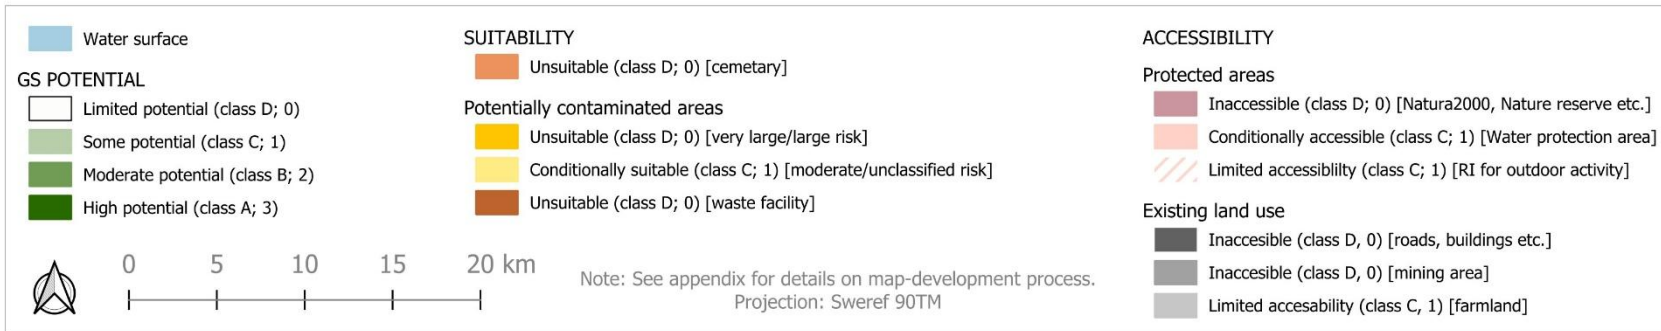 Water surface
GS POTENTIAL
Limited potential (class D; 0)
Some potential (class C; 1)
Moderate potential (class B; 2)
High potential (class A; 3)
0 5 10 15 20 km
SUITABILITY
Unsuitable (class D; 0) [cemetary]
Potentially contaminated areas
Unsuitable (class D; 0) [very large/large risk]
Conditionally suitable (class C; 1) [moderate/unclassified risk]
Unsuitable (class D; 0) [waste facility]
Note: See appendix for details on map-development process.
Projection: Sweref 90TM
ACCESSIBILITY
Protected areas
Inaccessible (class D; 0) [Natura2000, Nature reserve etc.]
Conditionally accessible (class C; 1) [Water protection area]
Limited accessiblilty (class C; 1) [RI for outdoor activity]
Existing land use
Inaccesible (class D, 0) [roads, buildings etc.]
Inaccesible (class D, 0) [mining area]
Limited accesability (class C, 1) [farmland]